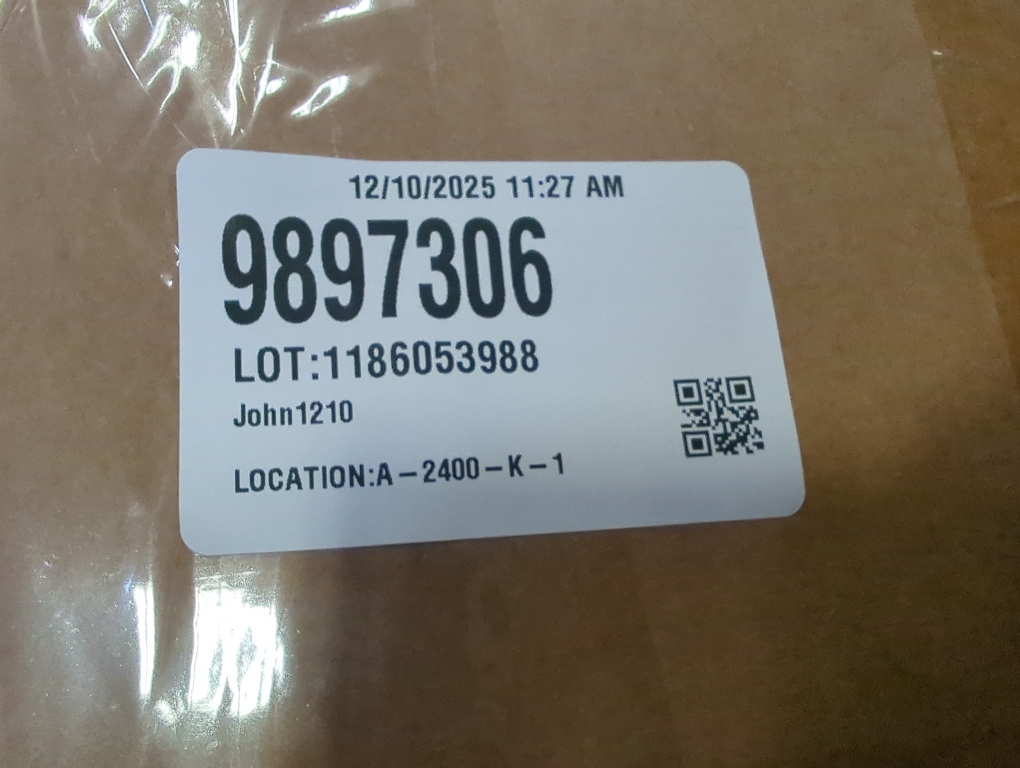 12/10/2025 11:27 AM
9897306
LOT:1186053988
John1210
LOCATION:A-2400-K-1